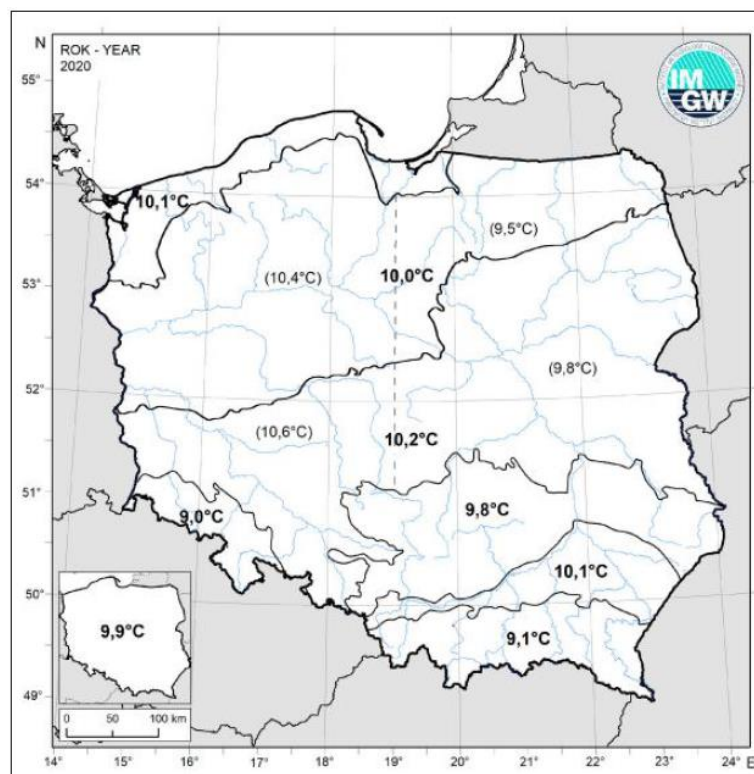 N
ROK - YEAR
2020
IM
GW
55°
54°
53°
52°
51°
50°
49°
10,1°C
(9,5°C)
(10,4°C)
10,0°C
(9,8°C)
(10,6°C)
10,2°C
9,8°C
9,0°C
10,1°C
9,1°C
9,9°C
0 50 100 km
14° 15° 16° 17° 18° 19° 20° 21° 22° 23° 24° E